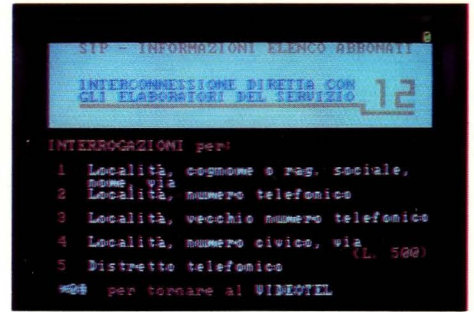 0
SIP - INFORMAZIONI ELENCO ABBONATI
INTERCONNESSIONE DIRETTA CON
GLI ELABORATORI DEL SERVIZIO 12
INTERROGAZIONI per:
1 Località, cognome o rag. sociale,
nome, via
2 Località, numero telefonico
3 Località, vecchio numero telefonico
4 Località, numero civico, via
(L. 500)
5 Distretto telefonico
per tornare al VIDEOTEL